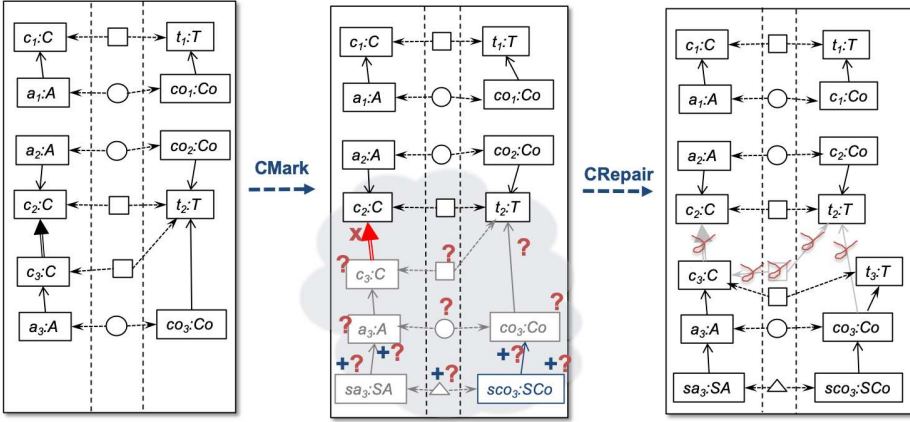 c1:C t1:T
a1:A co1:Co
a2:A co2:Co
c2:C t2:T
c3:C
a3:A co3:Co
CMark
c1:C t1:T
a1:A co1:Co
a2:A co2:Co
c2:C t2:T
x
? c3:C ? ?
? a3:A ? co3:Co
+? +? +? +? +?
sa3:SA sco3:SCo
CRepair
c1:C t1:T
a1:A c1:Co
a2:A c2:Co
c2:C t2:T
c3:C t3:T
a3:A co3:Co
sa3:SA sco3:SCo